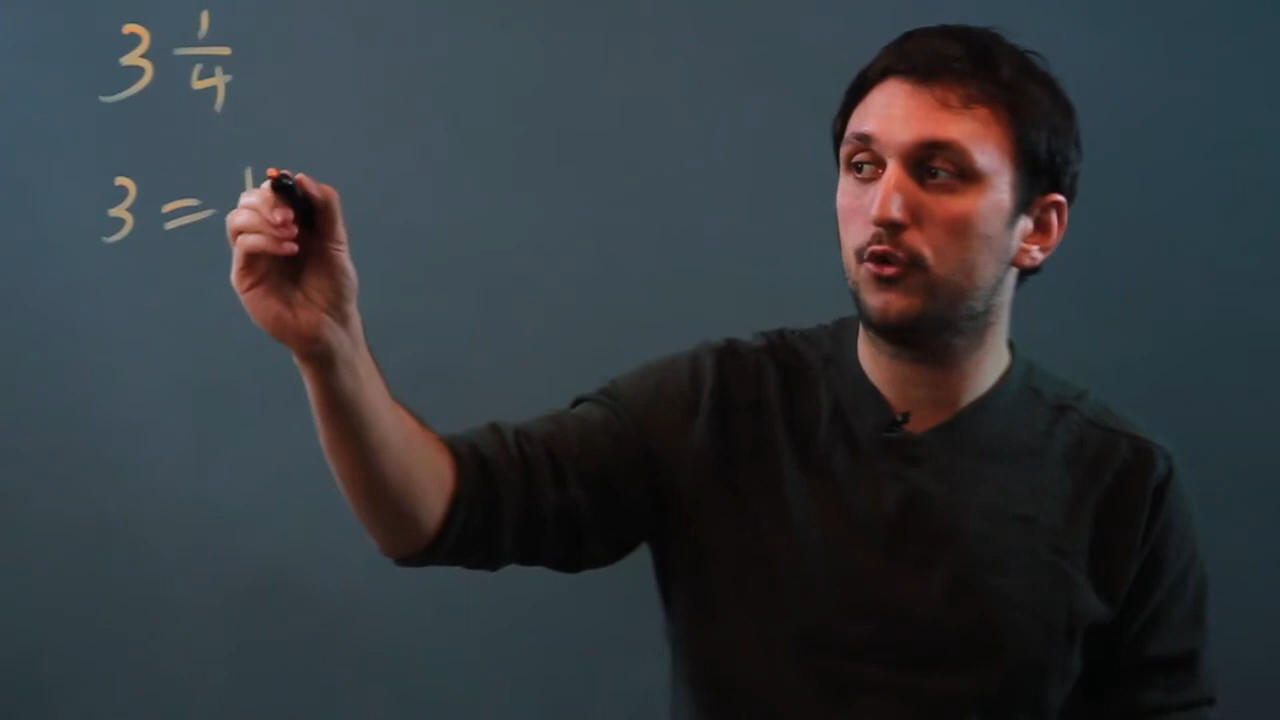 3 1/4
3 =